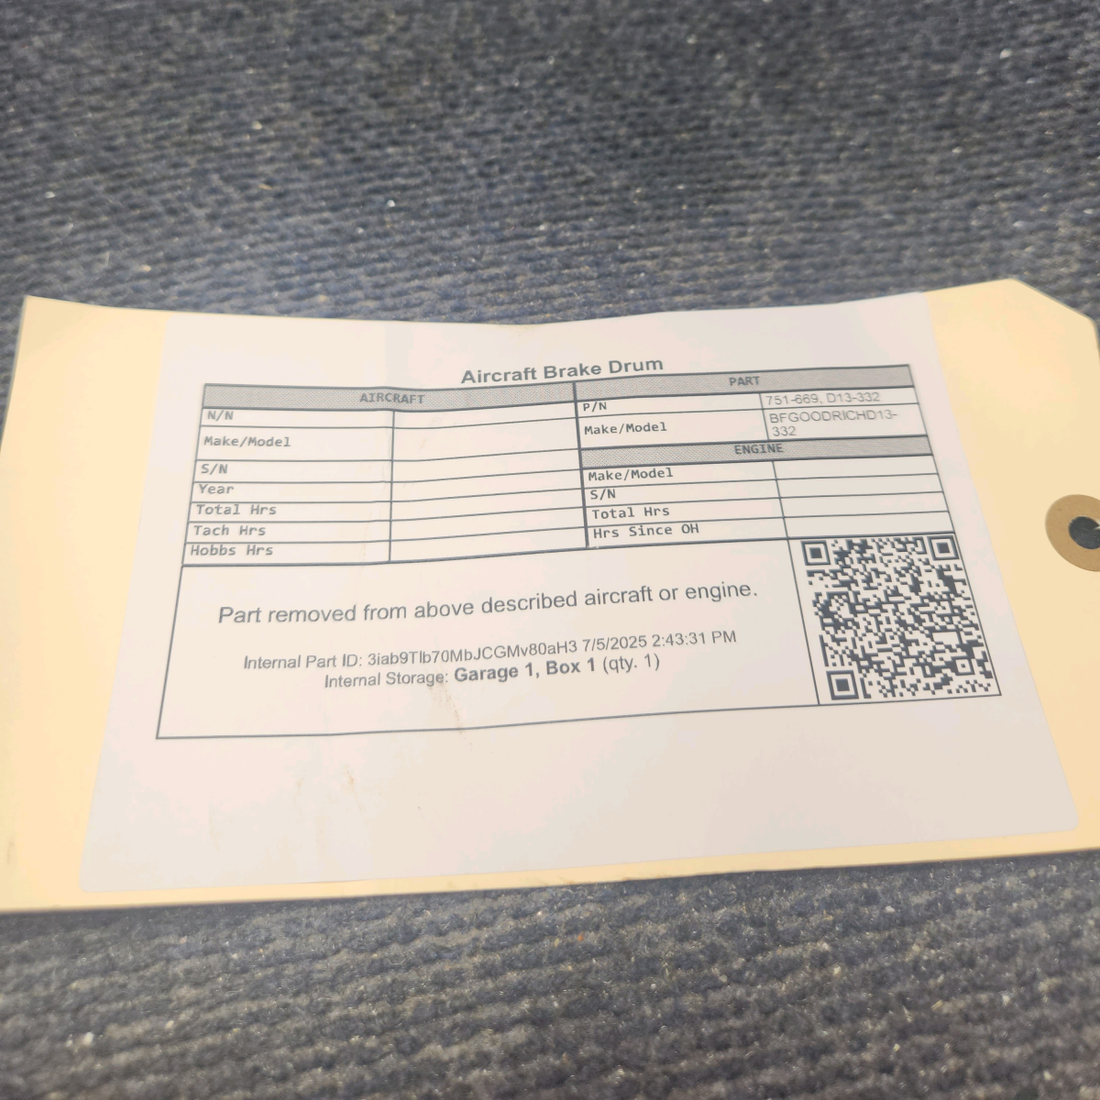 Aircraft Brake Drum
AIRCRAFT
N/N
Make/Model
S/N
Year
Total Hrs
Tach Hrs
Hobbs Hrs
PART
P/N 751-669, D13-332
Make/Model BFGOODRICHD13-
332
ENGINE
Make/Model
S/N
Total Hrs
Hrs Since OH
Part removed from above described aircraft or engine.
Internal Part ID: 3iab9TIb70MbJCGMv80aH3 7/5/2025 2:43:31 PM
Internal Storage: Garage 1, Box 1 (qty. 1)